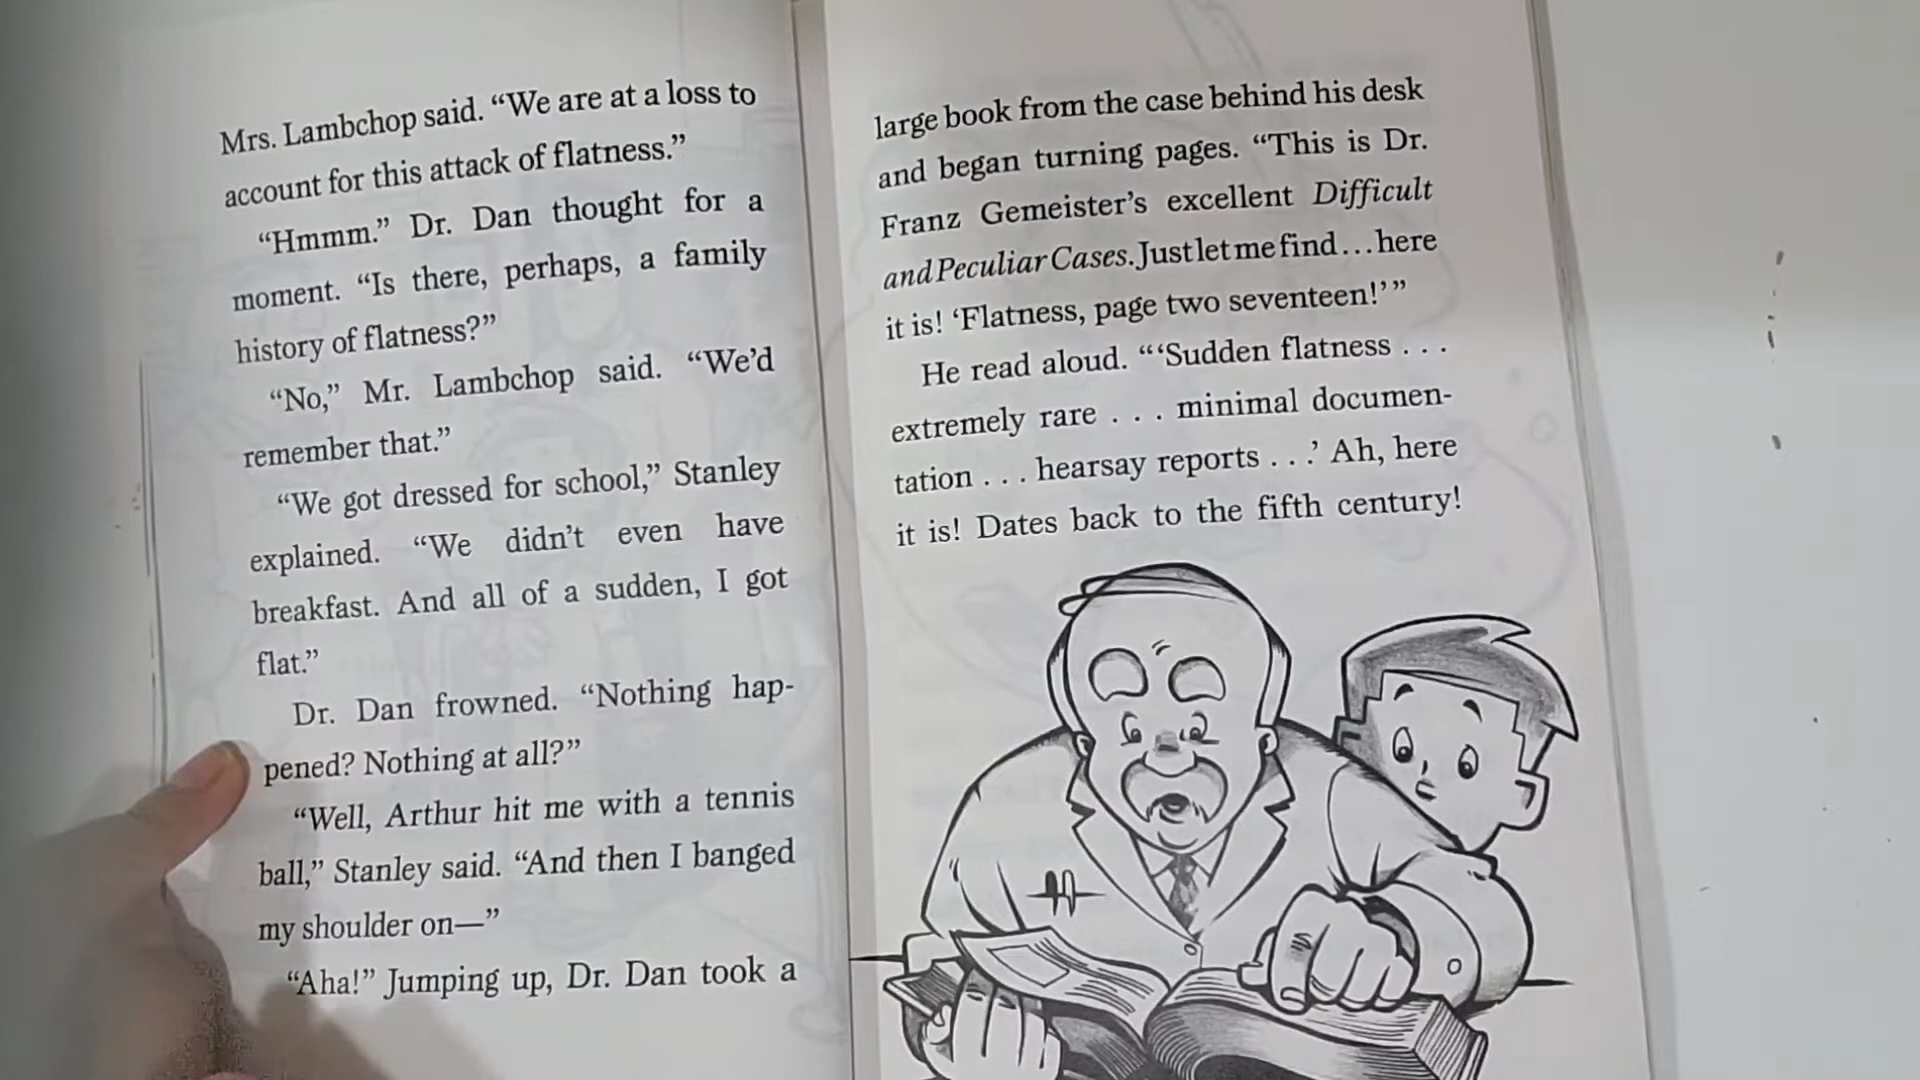 Mrs. Lambchop said. “We are at a loss to
account for this attack of flatness.”
“Hmmm.” Dr. Dan thought for a
moment. “Is there, perhaps, a family
history of flatness?”
“No,” Mr. Lambchop said. “We’d
remember that.”
“We got dressed for school,” Stanley
explained. “We didn’t even have
breakfast. And all of a sudden, I got
flat.”
Dr. Dan frowned. “Nothing hap-
pened? Nothing at all?”
“Well, Arthur hit me with a tennis
ball,” Stanley said. “And then I banged
my shoulder on—”
“Aha!” Jumping up, Dr. Dan took a
large book from the case behind his desk
and began turning pages. “This is Dr.
Franz Gemeister’s excellent Difficult
and Peculiar Cases. Just let me find . . . here
it is! ‘Flatness, page two seventeen!’ ”
He read aloud. “‘Sudden flatness . . .
extremely rare . . . minimal documen-
tation . . . hearsay reports . . .’ Ah, here
it is! Dates back to the fifth century!